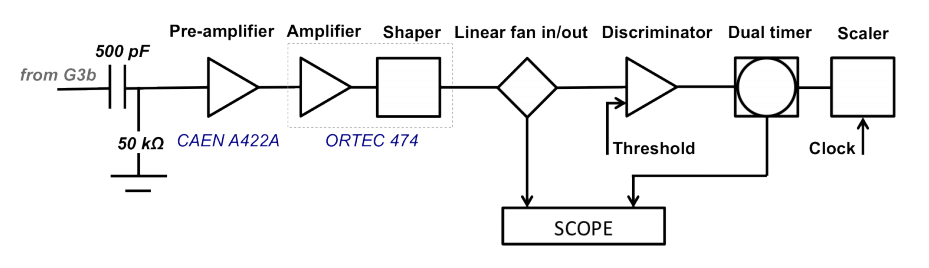 Pre-amplifier Amplifier Shaper Linear fan in/out Discriminator Dual timer Scaler
500 pF
from G3b
50 kΩ
CAEN A422A
ORTEC 474
Threshold
Clock
SCOPE